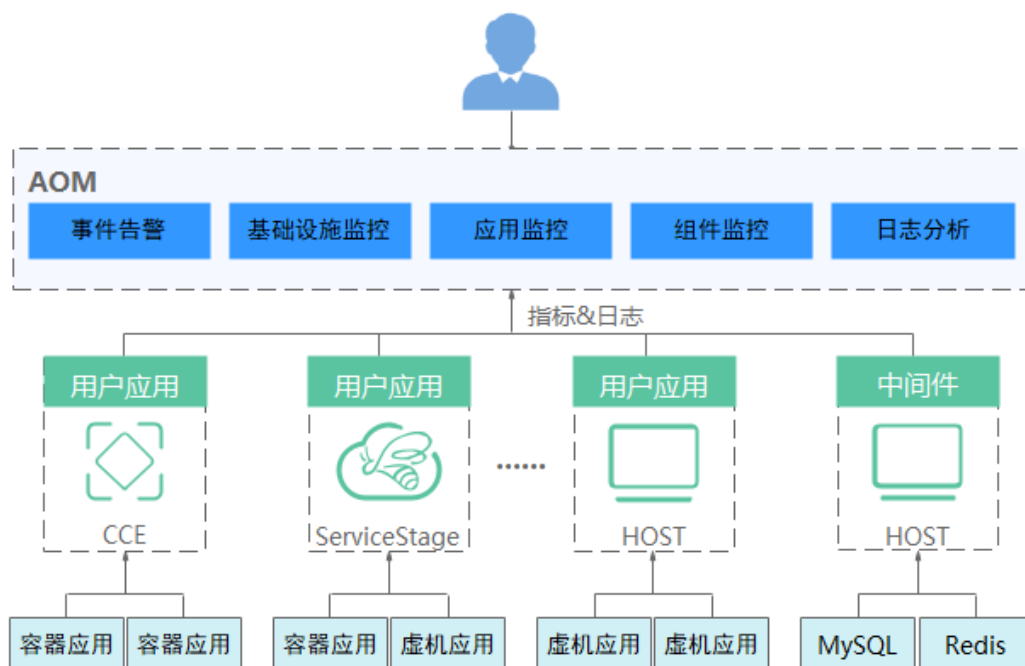 AOM
事件告警 基础设施监控 应用监控 组件监控 日志分析
指标&日志
用户应用 用户应用 用户应用 中间件
······
CCE ServiceStage HOST HOST
容器应用 容器应用 容器应用 虚机应用 虚机应用 虚机应用 MySQL Redis